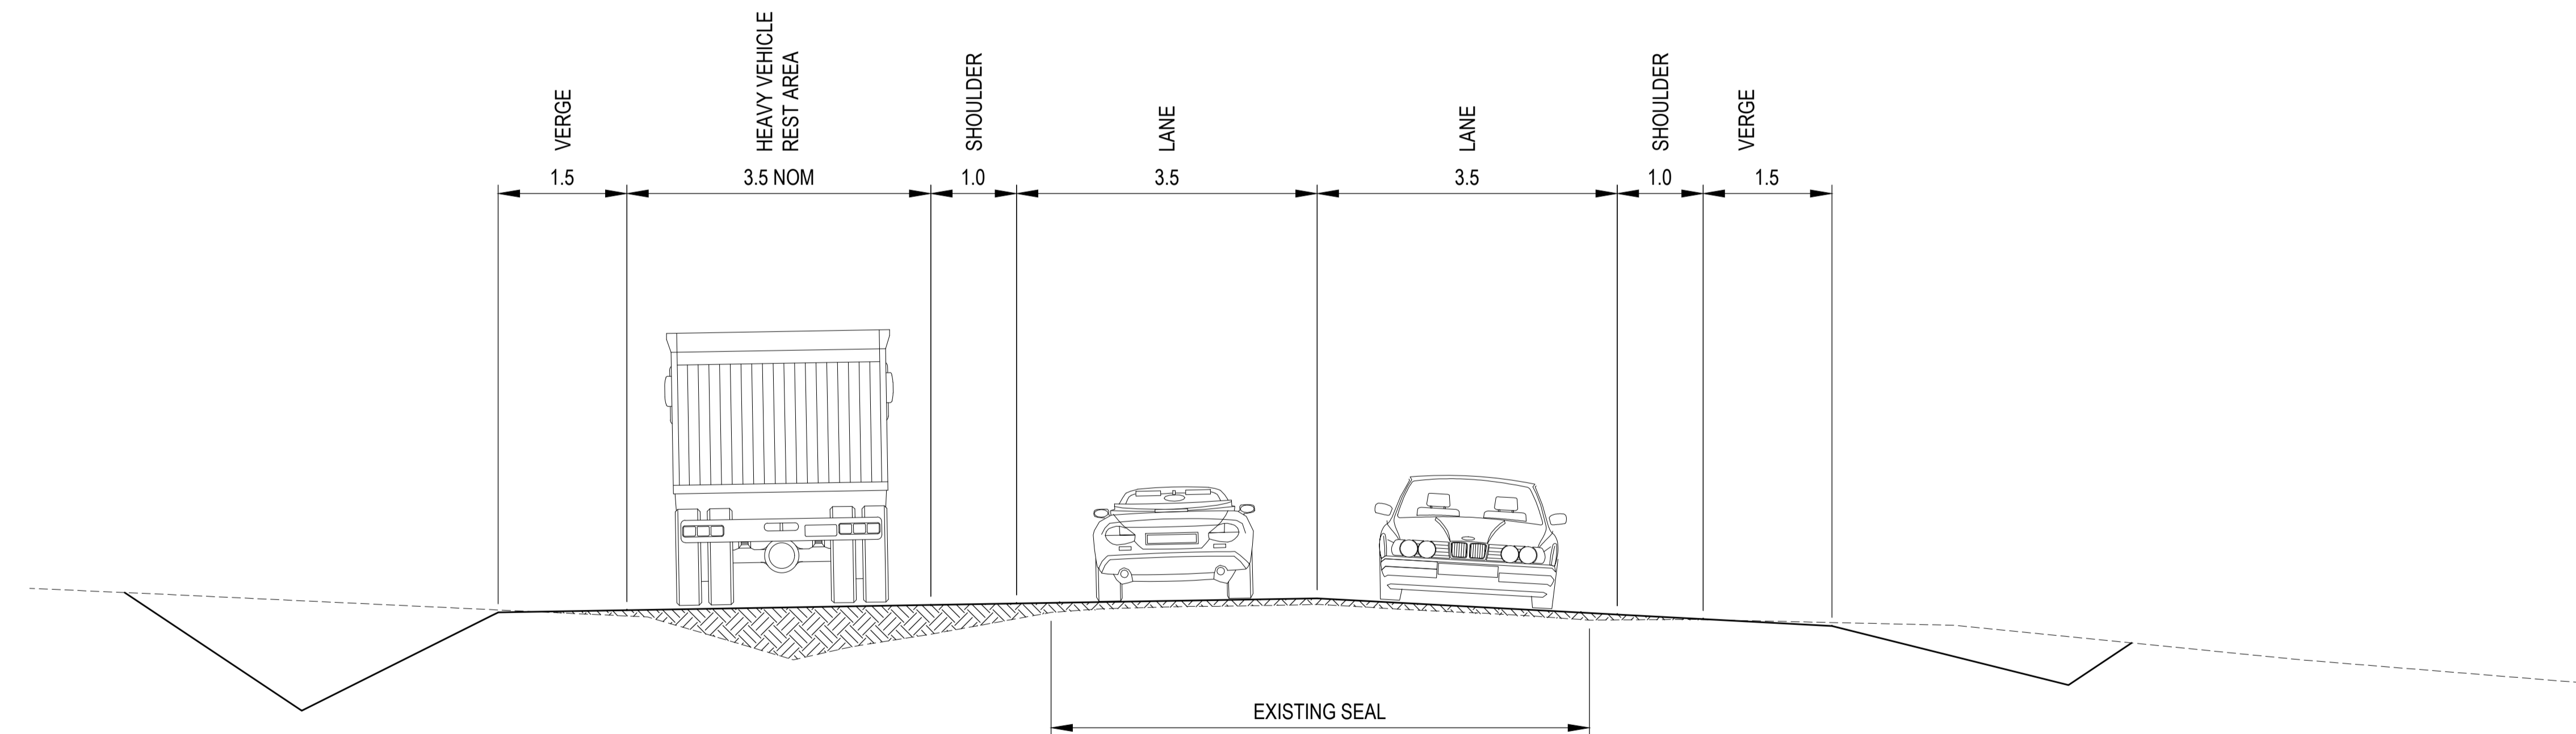 VERGE
HEAVY VEHICLE
REST AREA
SHOULDER
LANE
LANE
SHOULDER
VERGE
1.5
3.5 NOM
1.0
3.5
3.5
1.0
1.5
EXISTING SEAL